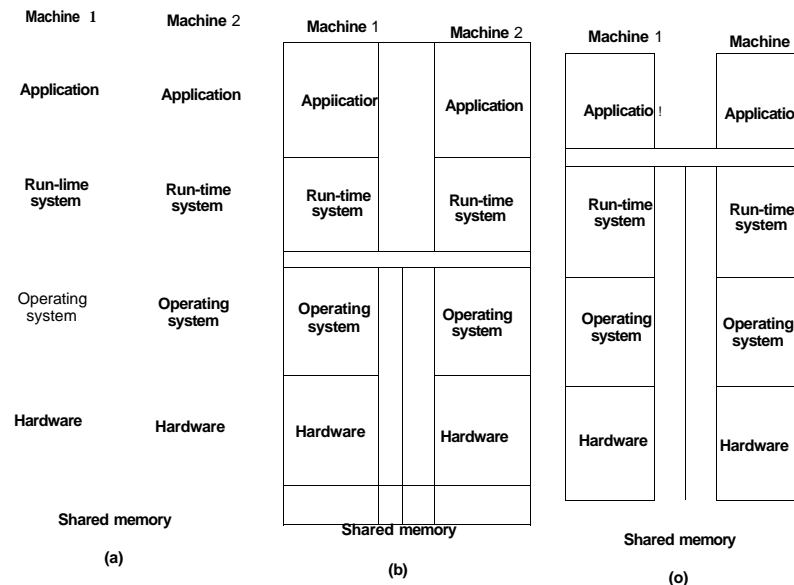 Machine 1
Machine 2
Application
Application
Run-lime
system
Run-time
system
Operating
system
Operating
system
Hardware
Hardware
Shared memory
(a)
Machine 1
Machine 2
Appiicatior
Application
Run-time
system
Run-time
system
Operating
system
Operating
system
Hardware
Hardware
Shared memory
(b)
Machine 1
Machine
Applicatio!
Applicatio
Run-time
system
Run-time
system
Operating
system
Operating
system
Hardware
Hardware
Shared memory
(o)